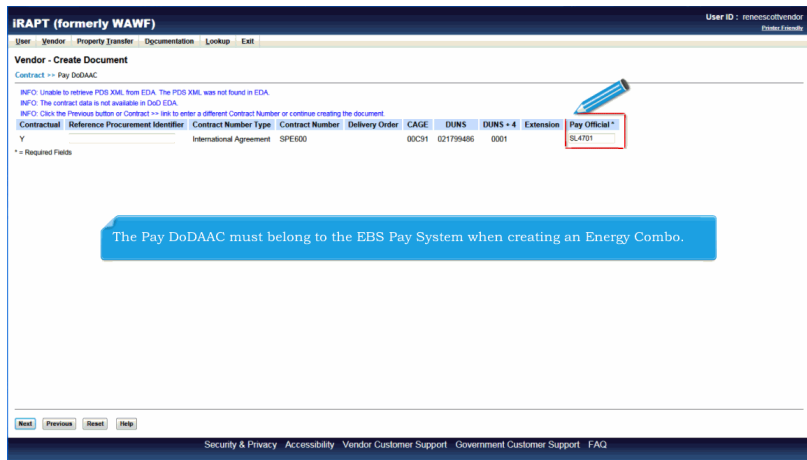 iRAPT (formerly WAWF)
User ID : reneescottvendor
Printer Friendly
User Vendor Property Transfer Documentation Lookup Exit
Vendor - Create Document
Contract >> Pay DoDAAC
INFO: Unable to retrieve PDS XML from EDA. The PDS XML was not found in EDA.
INFO: The contract data is not available in DoD EDA.
INFO: Click the Previous button or Contract >> link to enter a different Contract Number or continue creating the document.
Contractual Reference Procurement Identifier Contract Number Type Contract Number Delivery Order CAGE DUNS DUNS + 4 Extension Pay Official *
Y International Agreement SPE600 00C91 021799486 0001 SL4701
* = Required Fields
The Pay DoDAAC must belong to the EBS Pay System when creating an Energy Combo.
Next Previous Reset Help
Security & Privacy Accessibility Vendor Customer Support Government Customer Support FAQ